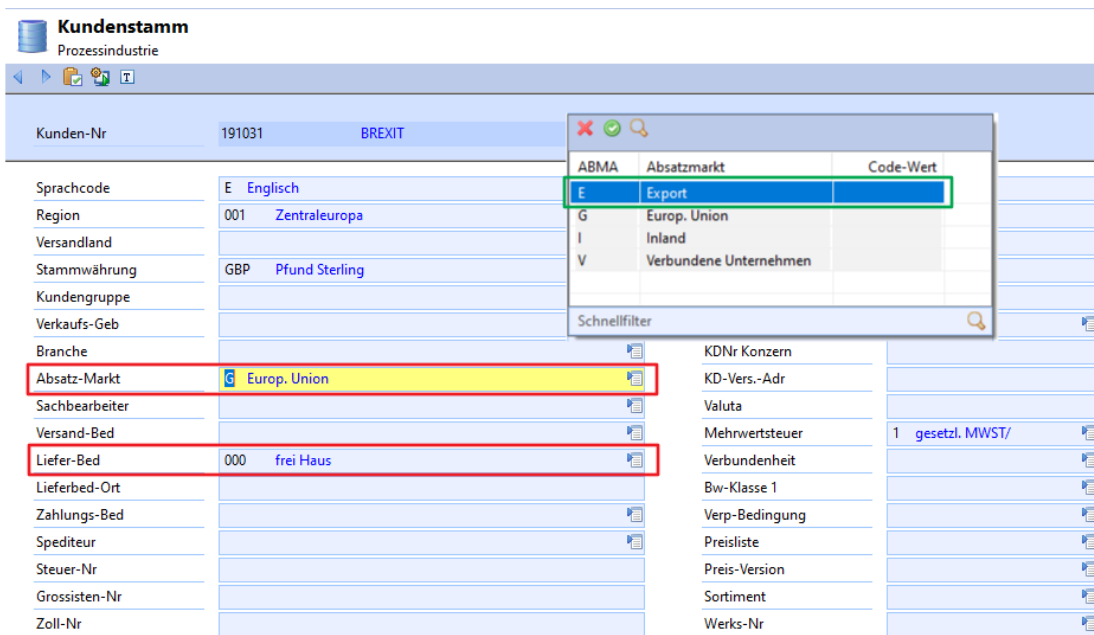 Kundenstamm
Prozessindustrie
T
Kunden-Nr 191031 BREXIT
ABMA Absatzmarkt Code-Wert
E Export
G Europ. Union
I Inland
V Verbundene Unternehmen
Schnellfilter
Sprachcode E Englisch
Region 001 Zentraleuropa
Versandland
Stammwährung GBP Pfund Sterling
Kundengruppe
Verkaufs-Geb
Branche KDNr Konzern
Absatz-Markt G Europ. Union KD-Vers.-Adr
Sachbearbeiter Valuta
Versand-Bed Mehrwertsteuer 1 gesetzl. MWST/
Liefer-Bed 000 frei Haus Verbundenheit
Lieferbed-Ort Bw-Klasse 1
Zahlungs-Bed Verp-Bedingung
Spediteur Preisliste
Steuer-Nr Preis-Version
Grossisten-Nr Sortiment
Zoll-Nr Werks-Nr